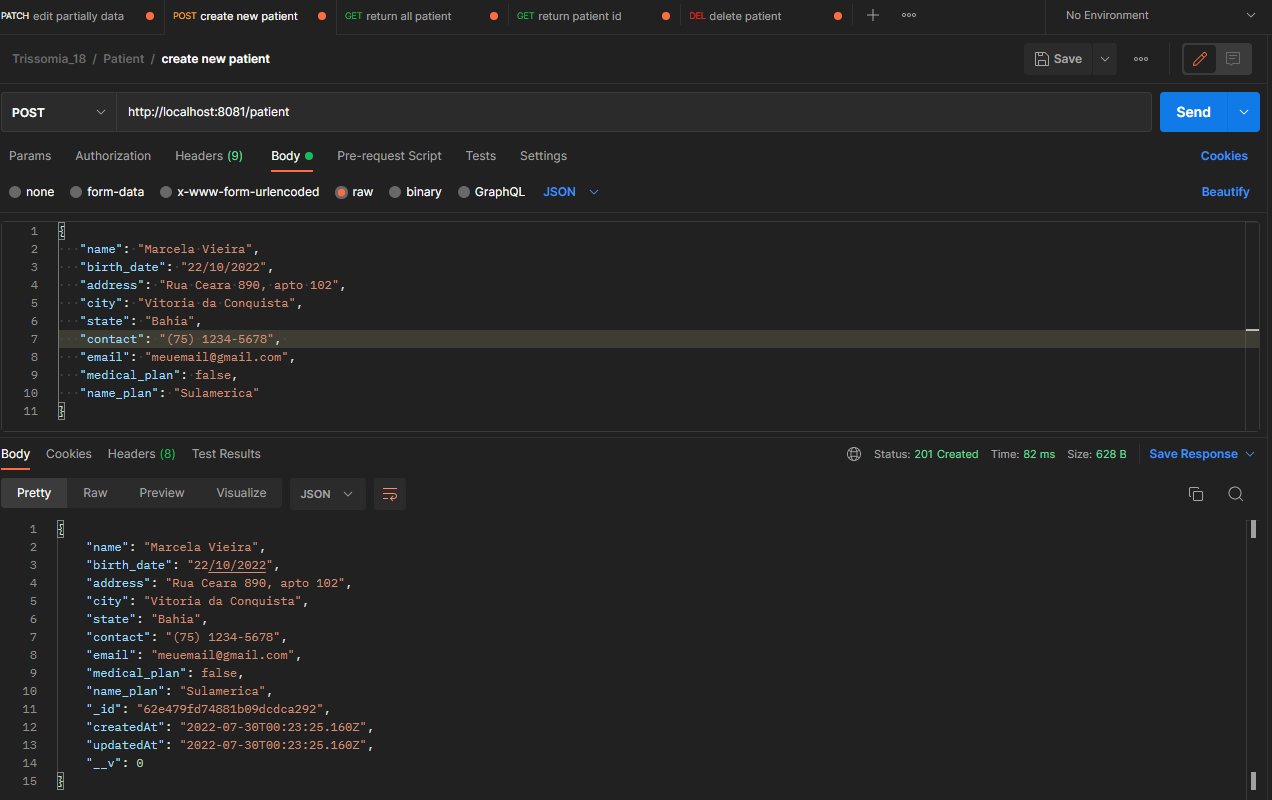 PATCH edit partially data POST create new patient GET return all patient GET return patient id DEL delete patient No Environment
Trissomia_18 / Patient / create new patient Save
POST http://localhost:8081/patient Send
Params Authorization Headers (9) Body Pre-request Script Tests Settings Cookies
none form-data x-www-form-urlencoded raw binary GraphQL JSON Beautify
1 {
2 "name": "Marcela Vieira",
3 "birth_date": "22/10/2022",
4 "address": "Rua Ceara 890, apto 102",
5 "city": "Vitoria da Conquista",
6 "state": "Bahia",
7 "contact": "(75) 1234-5678",
8 "email": "meuemail@gmail.com",
9 "medical_plan": false,
10 "name_plan": "Sulamerica"
11 }
Body Cookies Headers (8) Test Results Status: 201 Created Time: 82 ms Size: 628 B Save Response
Pretty Raw Preview Visualize JSON
1 {
2 "name": "Marcela Vieira",
3 "birth_date": "22/10/2022",
4 "address": "Rua Ceara 890, apto 102",
5 "city": "Vitoria da Conquista",
6 "state": "Bahia",
7 "contact": "(75) 1234-5678",
8 "email": "meuemail@gmail.com",
9 "medical_plan": false,
10 "name_plan": "Sulamerica",
11 "_id": "62e479fd74881b09dcdca292",
12 "createdAt": "2022-07-30T00:23:25.160Z",
13 "updatedAt": "2022-07-30T00:23:25.160Z",
14 "__v": 0
15 }